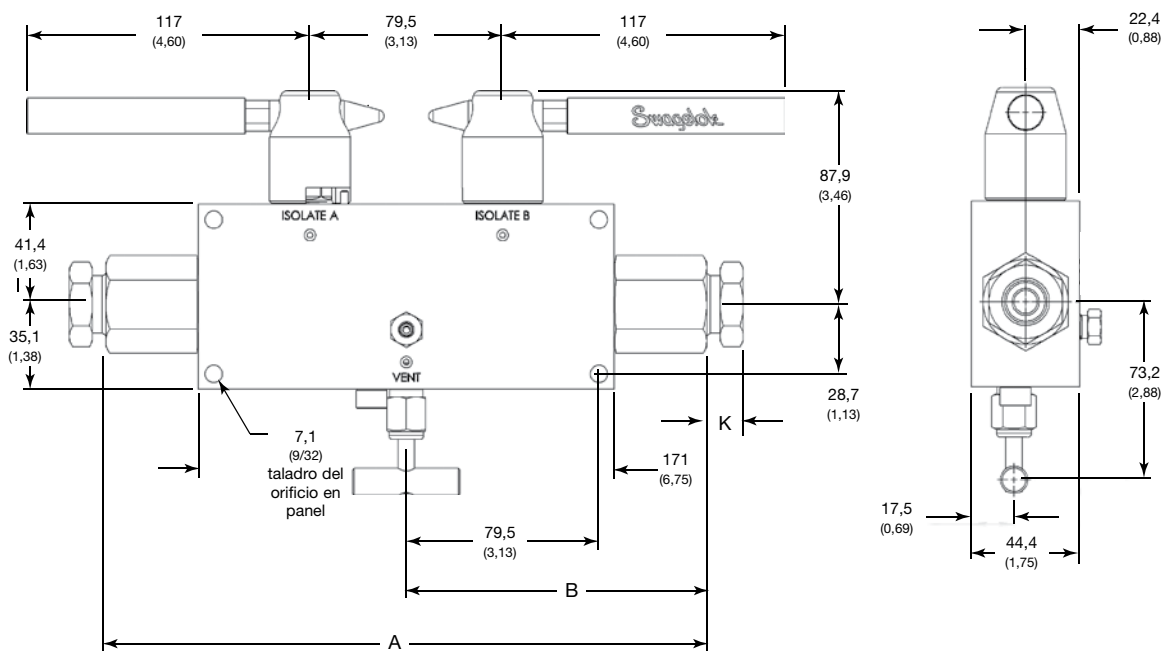 117
(4,60)
79,5
(3,13)
117
(4,60)
22,4
(0,88)
Swagelok
87,9
(3,46)
ISOLATE A
ISOLATE B
41,4
(1,63)
35,1
(1,38)
VENT
73,2
(2,88)
28,7
(1,13)
K
7,1
(9/32)
taladro del
orificio en
panel
171
(6,75)
17,5
(0,69)
79,5
(3,13)
44,4
(1,75)
B
A